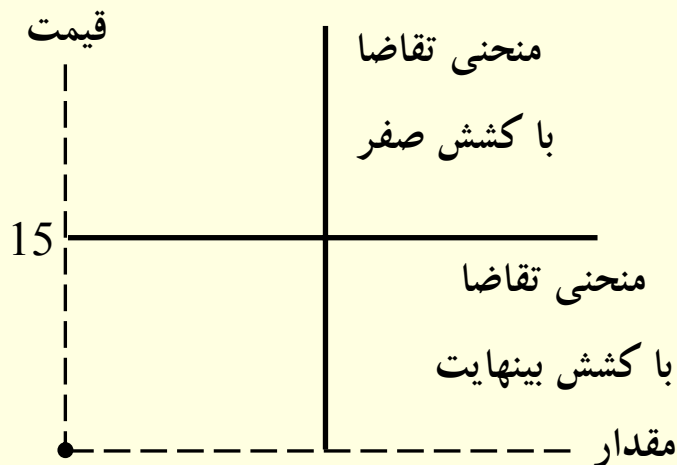 قیمت
منحنی تقاضا
با کشش صفر
15
منحنی تقاضا
با کشش بینهایت
مقدار